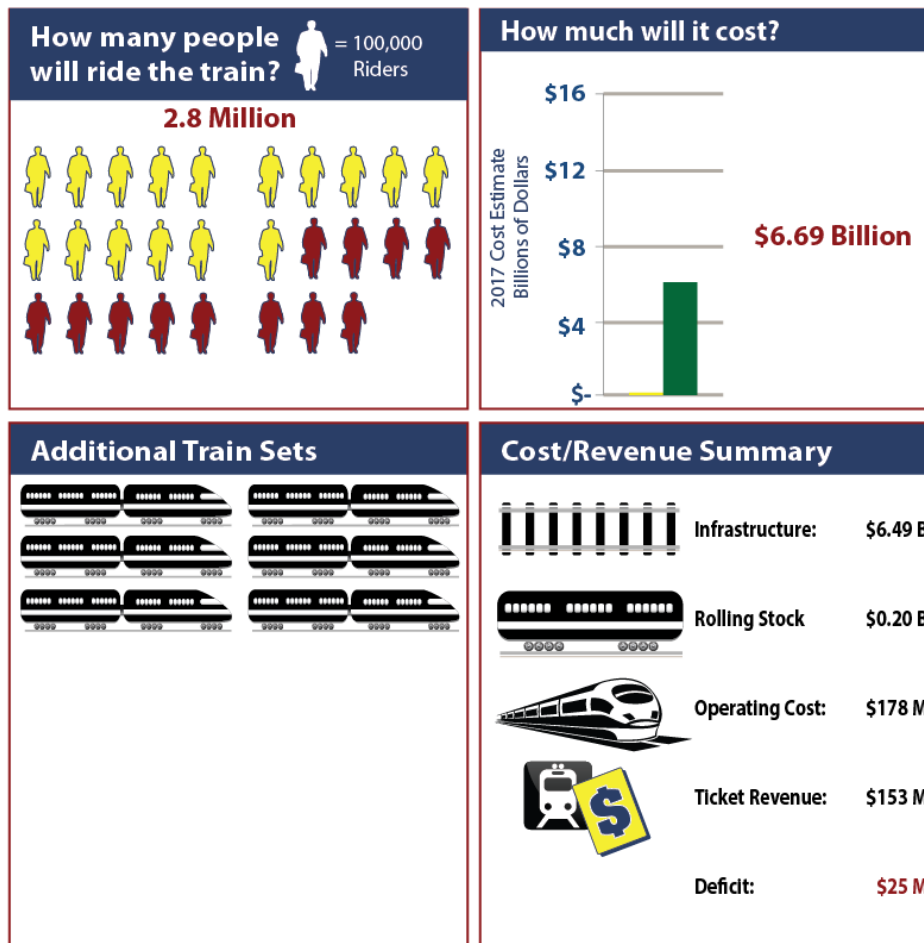 How many people
will ride the train?
= 100,000
Riders
2.8 Million
How much will it cost?
2017 Cost Estimate
Billions of Dollars
$16
$12
$8
$4
$-
$6.69 Billion
Additional Train Sets
Cost/Revenue Summary
Infrastructure: $6.49 B
Rolling Stock $0.20 B
Operating Cost: $178 M
Ticket Revenue: $153 M
$
Deficit: $25 M